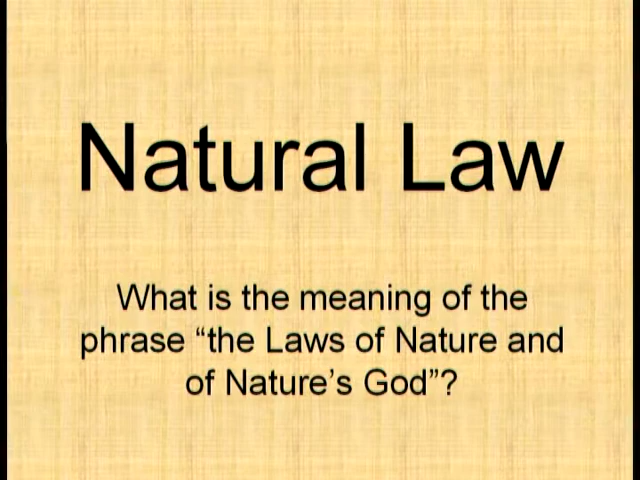 Natural Law
What is the meaning of the
phrase “the Laws of Nature and
of Nature’s God”?